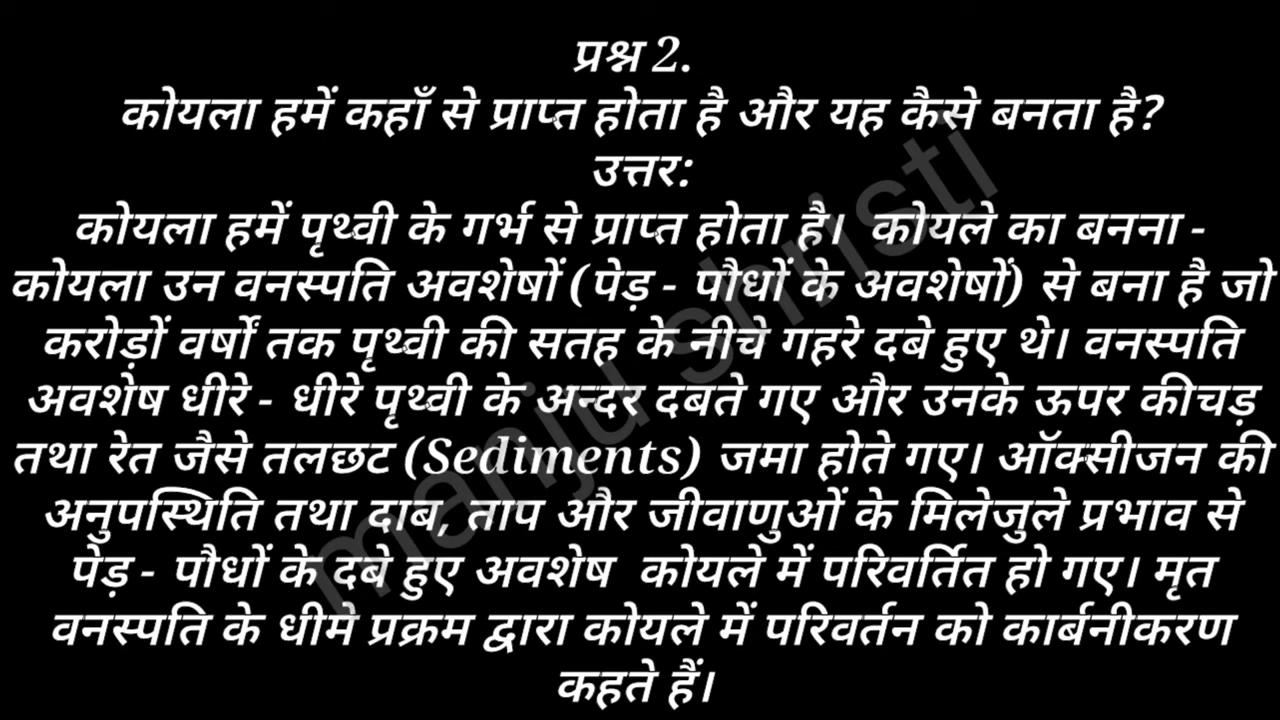 प्रश्न 2.
कोयला हमें कहाँ से प्राप्त होता है और यह कैसे बनता है?
उत्तर:
कोयला हमें पृथ्वी के गर्भ से प्राप्त होता है। कोयले का बनना -
कोयला उन वनस्पति अवशेषों (पेड़ - पौधों के अवशेषों) से बना है जो
करोड़ों वर्षों तक पृथ्वी की सतह के नीचे गहरे दबे हुए थे। वनस्पति
अवशेष धीरे - धीरे पृथ्वी के अन्दर दबते गए और उनके ऊपर कीचड़
तथा रेत जैसे तलछट (Sediments) जमा होते गए। ऑक्सीजन की
अनुपस्थिति तथा दाब, ताप और जीवाणुओं के मिलेजुले प्रभाव से
पेड़ - पौधों के दबे हुए अवशेष कोयले में परिवर्तित हो गए। मृत
वनस्पति के धीमे प्रक्रम द्वारा कोयले में परिवर्तन को कार्बनीकरण
कहते हैं।
manju shristi